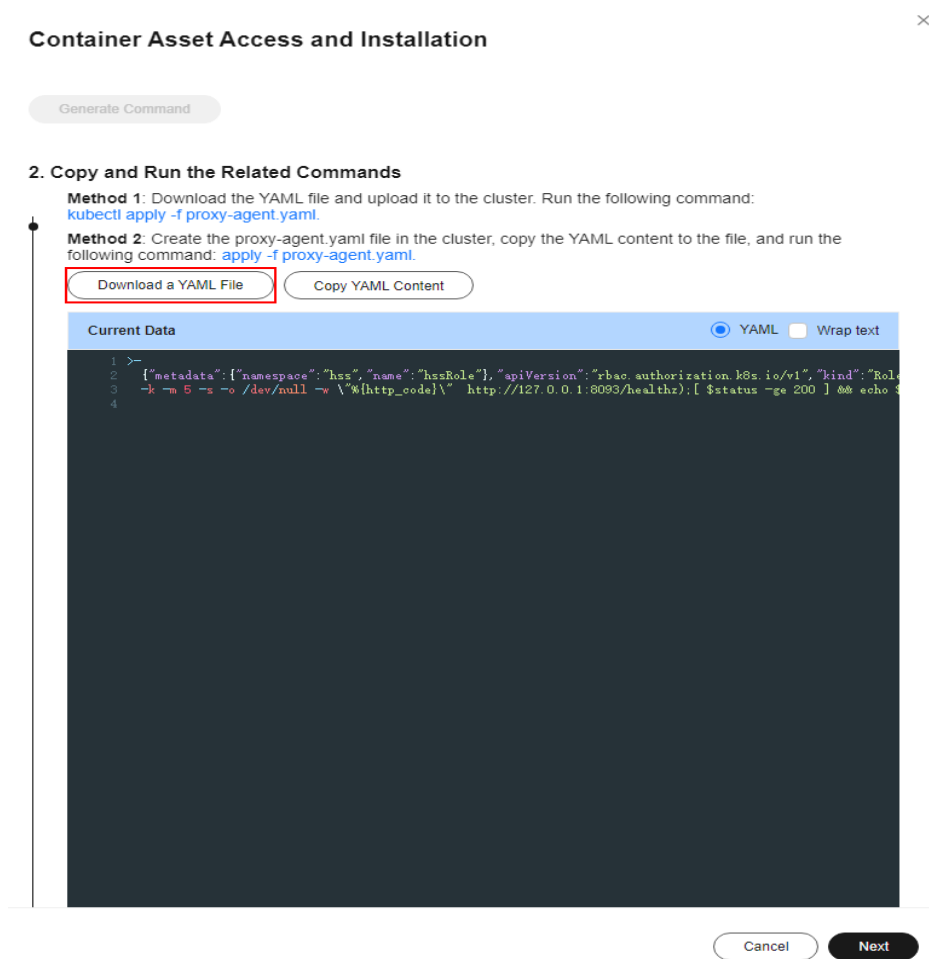 Container Asset Access and Installation
Generate Command
2. Copy and Run the Related Commands
Method 1: Download the YAML file and upload it to the cluster. Run the following command:
kubectl apply -f proxy-agent.yaml.
Method 2: Create the proxy-agent.yaml file in the cluster, copy the YAML content to the file, and run the
following command: apply -f proxy-agent.yaml.
Download a YAML File
Copy YAML Content
Current Data
YAML
Wrap text
1 >-
2 {"metadata":{"namespace":"hss","name":"hssRole"},"apiVersion":"rbac.authorization.k8s.io/v1","kind":"Role
3 -k -m 5 -s -o /dev/null -w \"%{http_code}\" http://127.0.0.1:8093/healthz);[ $status -ge 200 ] && echo $
4
Cancel
Next